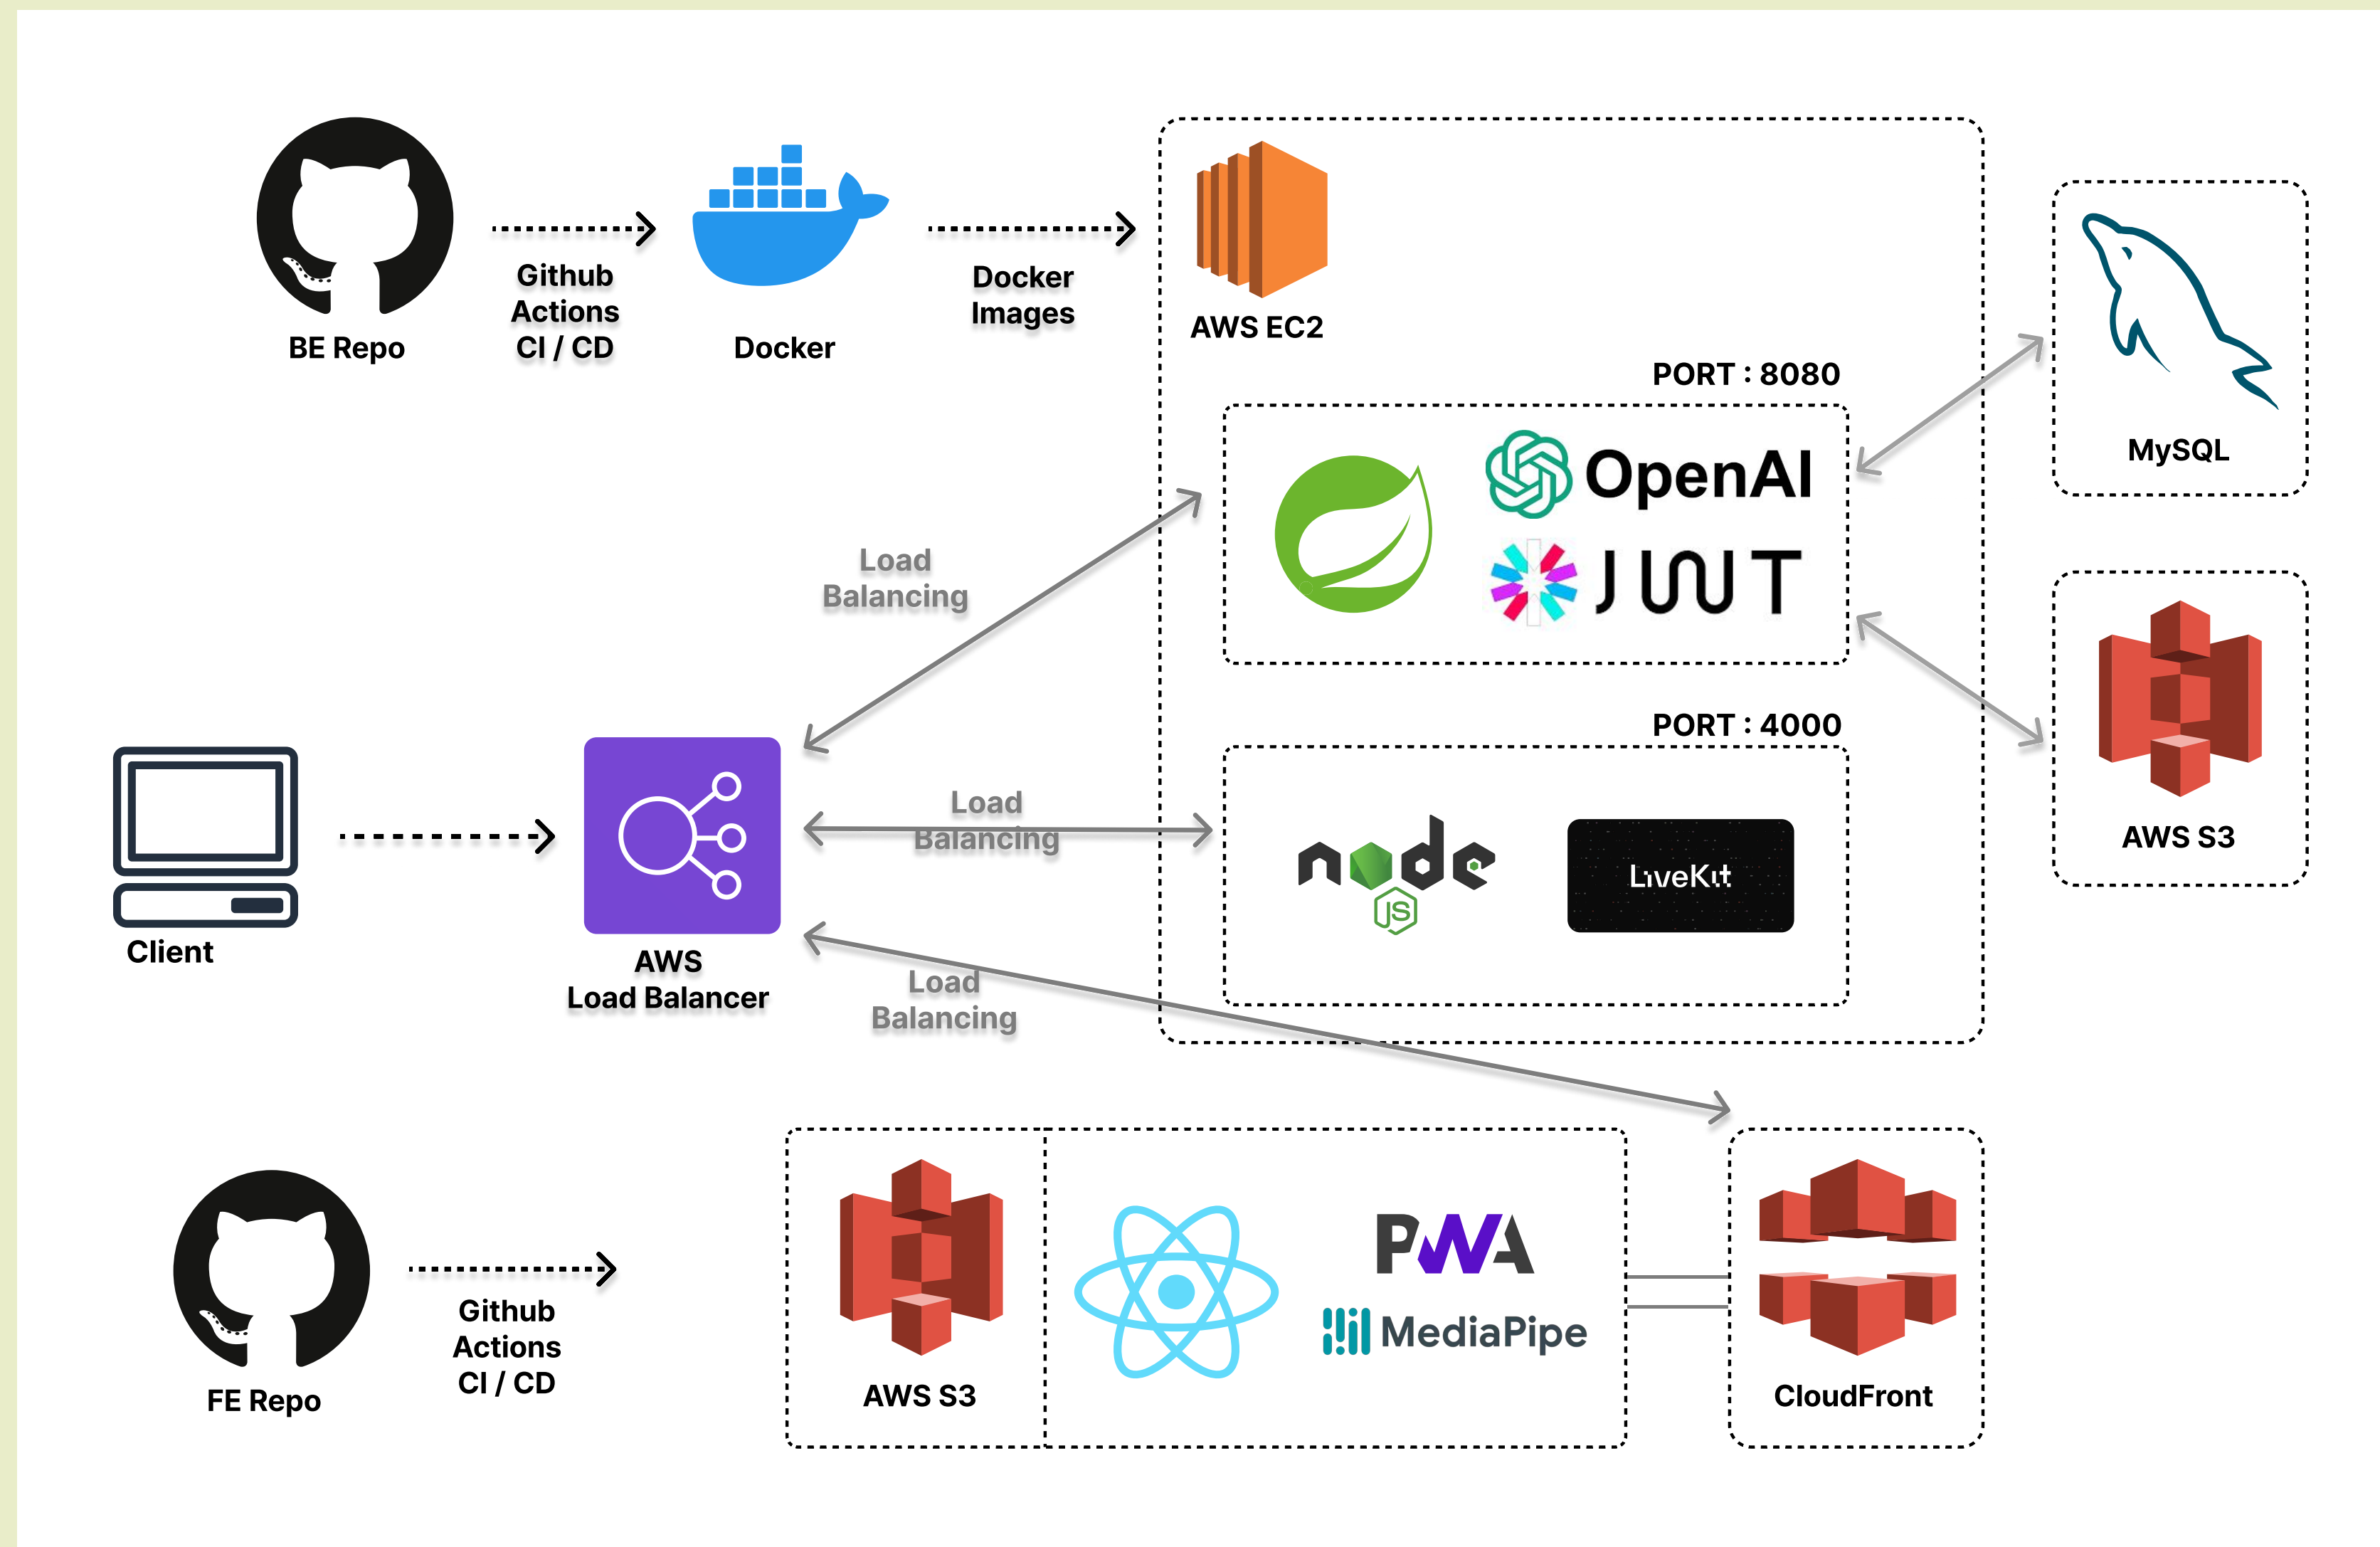 BE Repo
Github
Actions
CI / CD
Docker
Docker
Images
AWS EC2
PORT : 8080
OpenAI
JWT
MySQL
Load
Balancing
PORT : 4000
node
JS
LiveKit
AWS S3
Client
AWS
Load Balancer
Load
Balancing
Load
Balancing
FE Repo
Github
Actions
CI / CD
AWS S3
PWA
MediaPipe
CloudFront